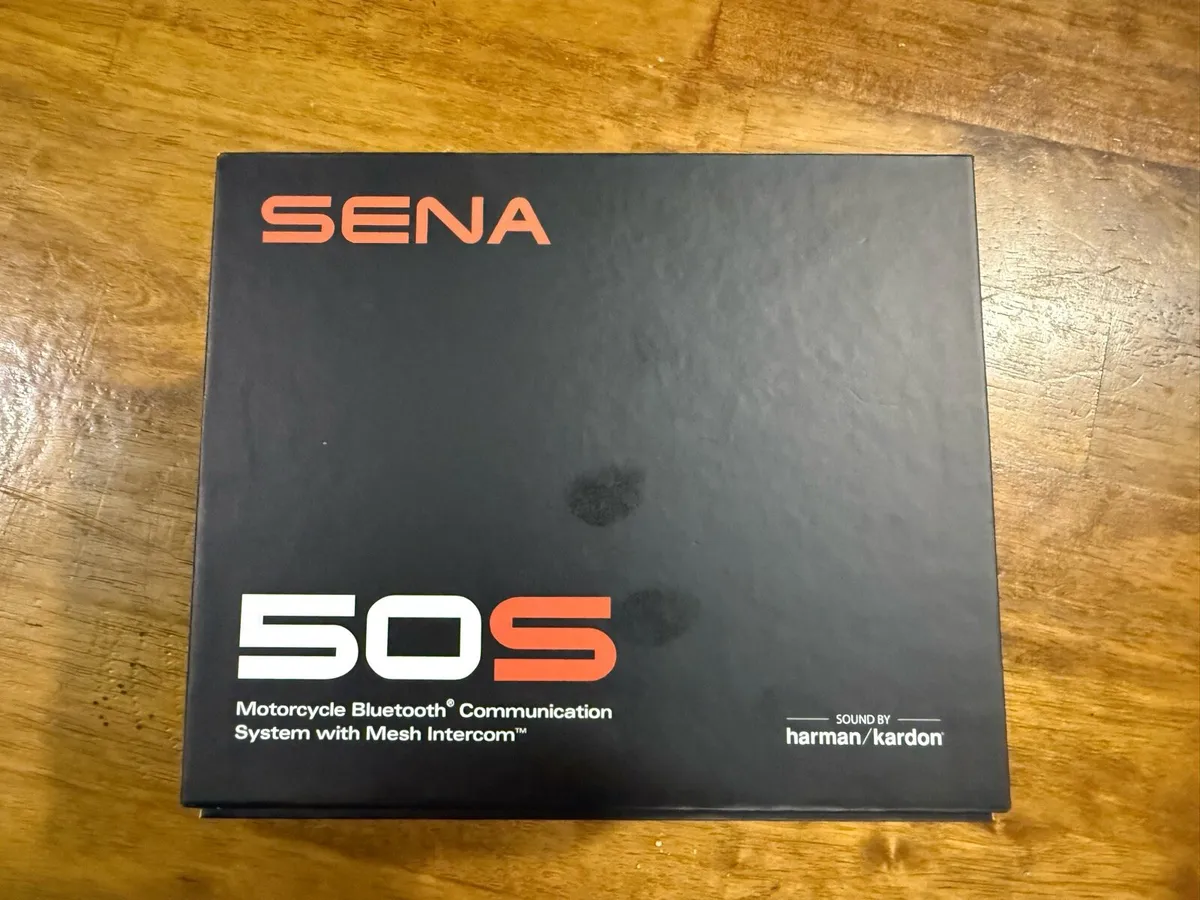 SENA
50S
Motorcycle Bluetooth® Communication
System with Mesh Intercom™
SOUND BY
harman/kardon